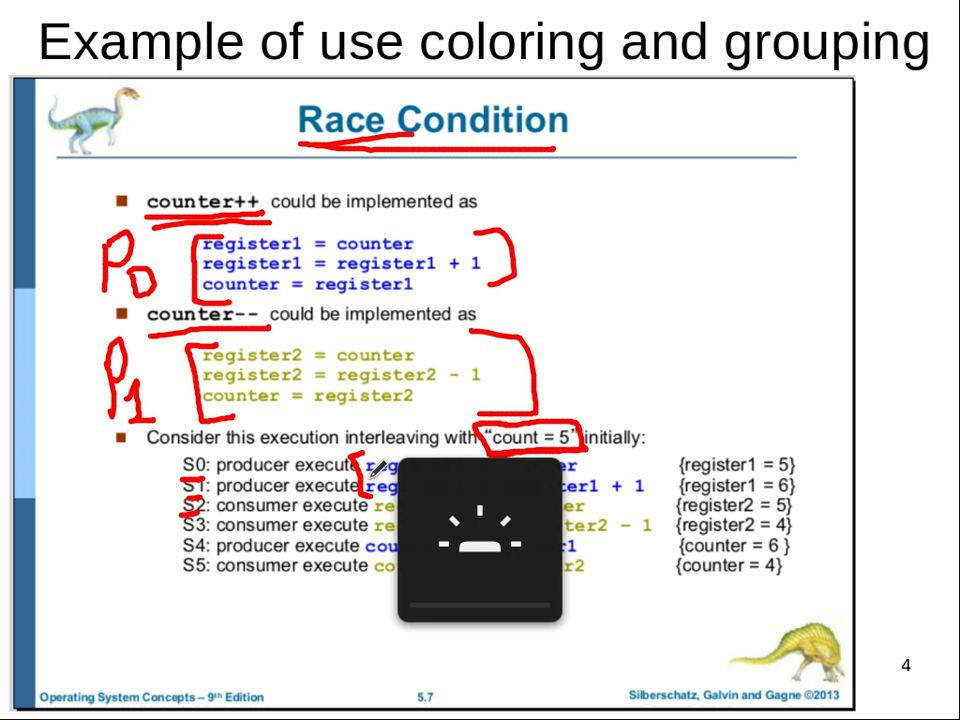 Example of use coloring and grouping
Race Condition
counter++ could be implemented as
P0
register1 = counter
register1 = register1 + 1
counter = register1
counter-- could be implemented as
P1
register2 = counter
register2 = register2 - 1
counter = register2
Consider this execution interleaving with “count = 5” initially:
S0: producer execute {register1 = 5}
S1: producer execute + 1 {register1 = 6}
S2: consumer execute {register2 = 5}
S3: consumer execute - 1 {register2 = 4}
S4: producer execute {counter = 6 }
S5: consumer execute {counter = 4}
4
Operating System Concepts – 9th Edition 5.7 Silberschatz, Galvin and Gagne ©2013